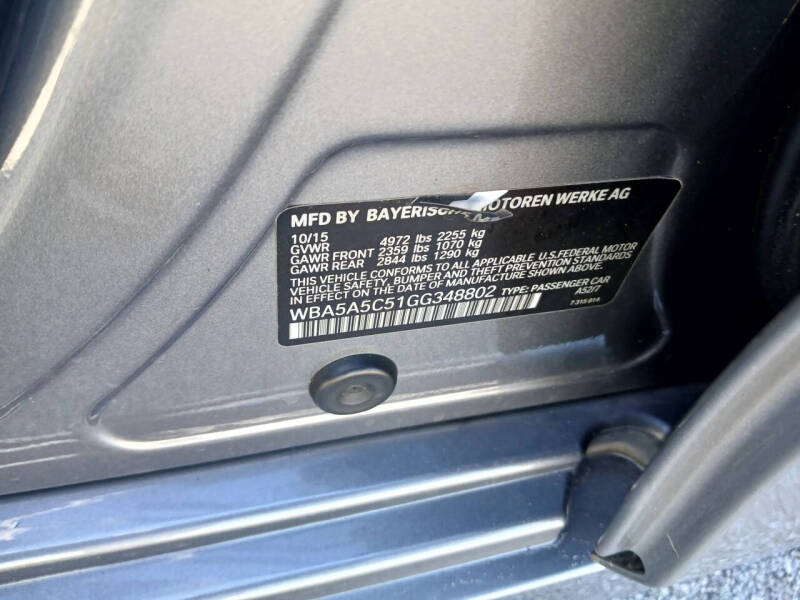 MFD BY BAYERISCHE MOTOREN WERKE AG
10/15
GVWR 4972 lbs 2255 kg
GAWR FRONT 2359 lbs 1070 kg
GAWR REAR 2844 lbs 1290 kg
THIS VEHICLE CONFORMS TO ALL APPLICABLE U.S.FEDERAL MOTOR
VEHICLE SAFETY, BUMPER AND THEFT PREVENTION STANDARDS
IN EFFECT ON THE DATE OF MANUFACTURE SHOWN ABOVE.
WBA5A5C51GG348802 TYPE: PASSENGER CAR
A52/7
7 315 614